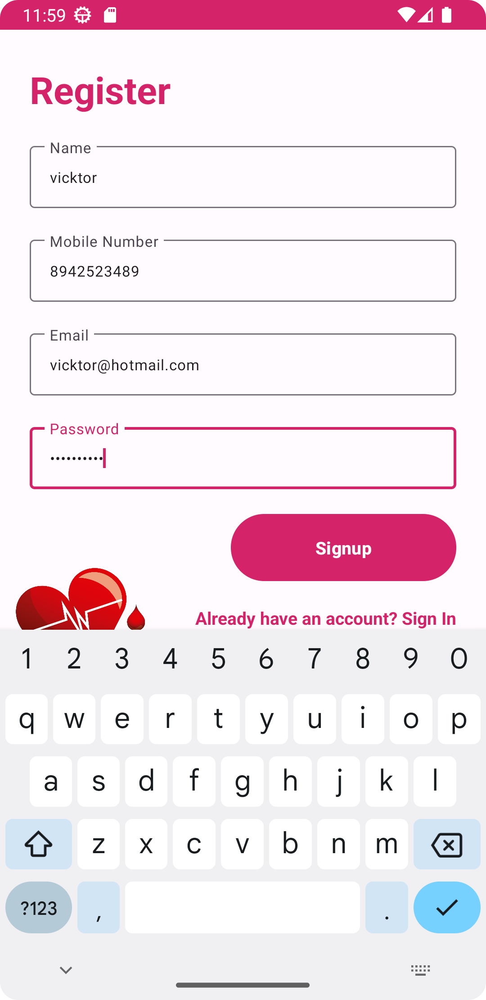 11:59
Register
Name
vicktor
Mobile Number
8942523489
Email
vicktor@hotmail.com
Password
••••••••••
Signup
Already have an account? Sign In
1 2 3 4 5 6 7 8 9 0
q w e r t y u i o p
a s d f g h j k l
z x c v b n m
?123 , .